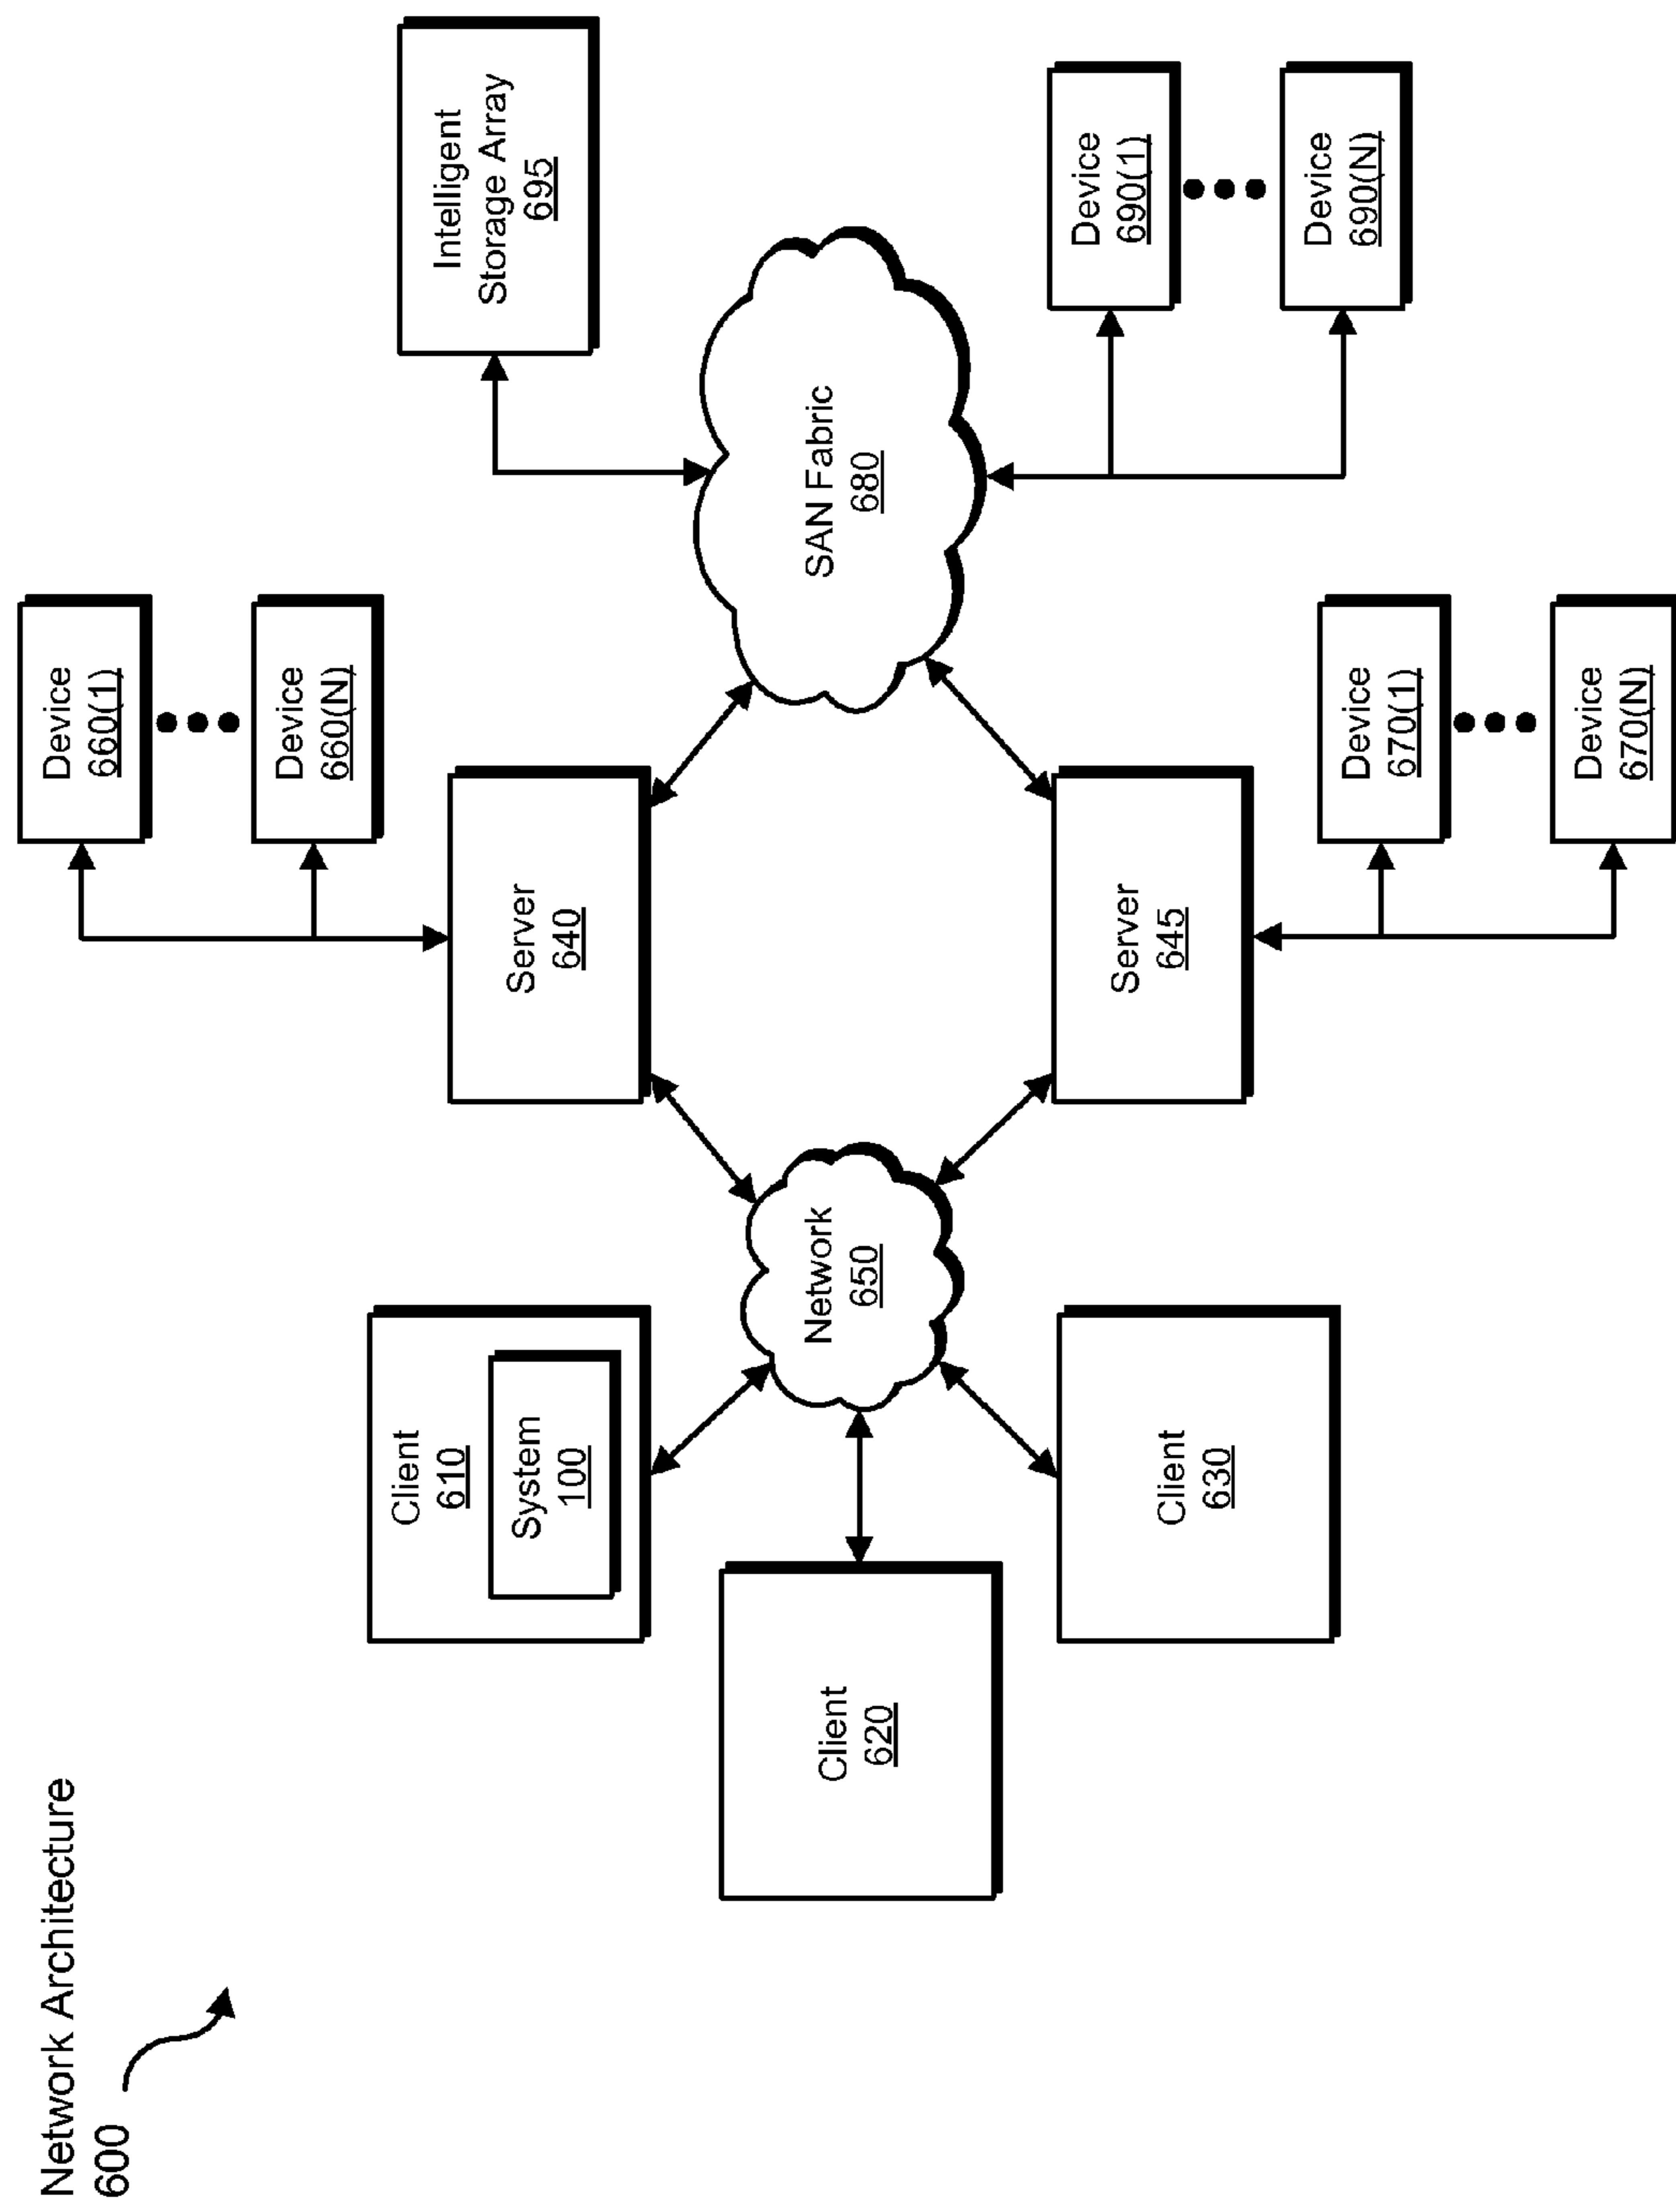 Network Architecture
600
Client
610
System
100
Client
620
Client
630
Network
650
Server
640
Server
645
Device
660(1)
Device
660(N)
Device
670(1)
Device
670(N)
SAN Fabric
680
Intelligent
Storage Array
695
Device
690(1)
Device
690(N)